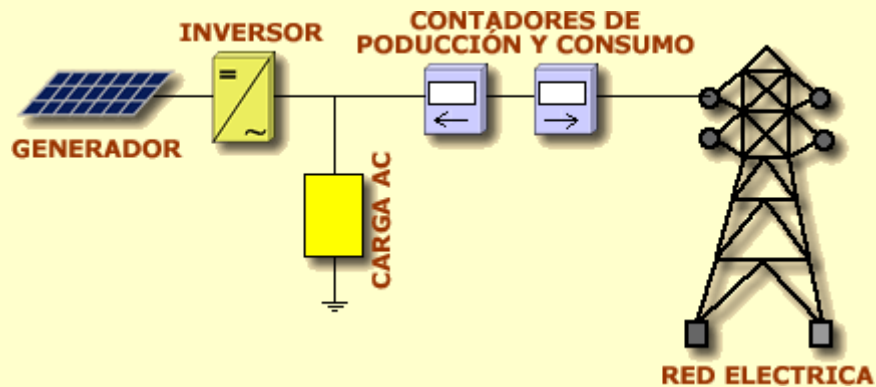 INVERSOR
CONTADORES DE
PODUCCIÓN Y CONSUMO
GENERADOR
CARGA AC
RED ELECTRICA